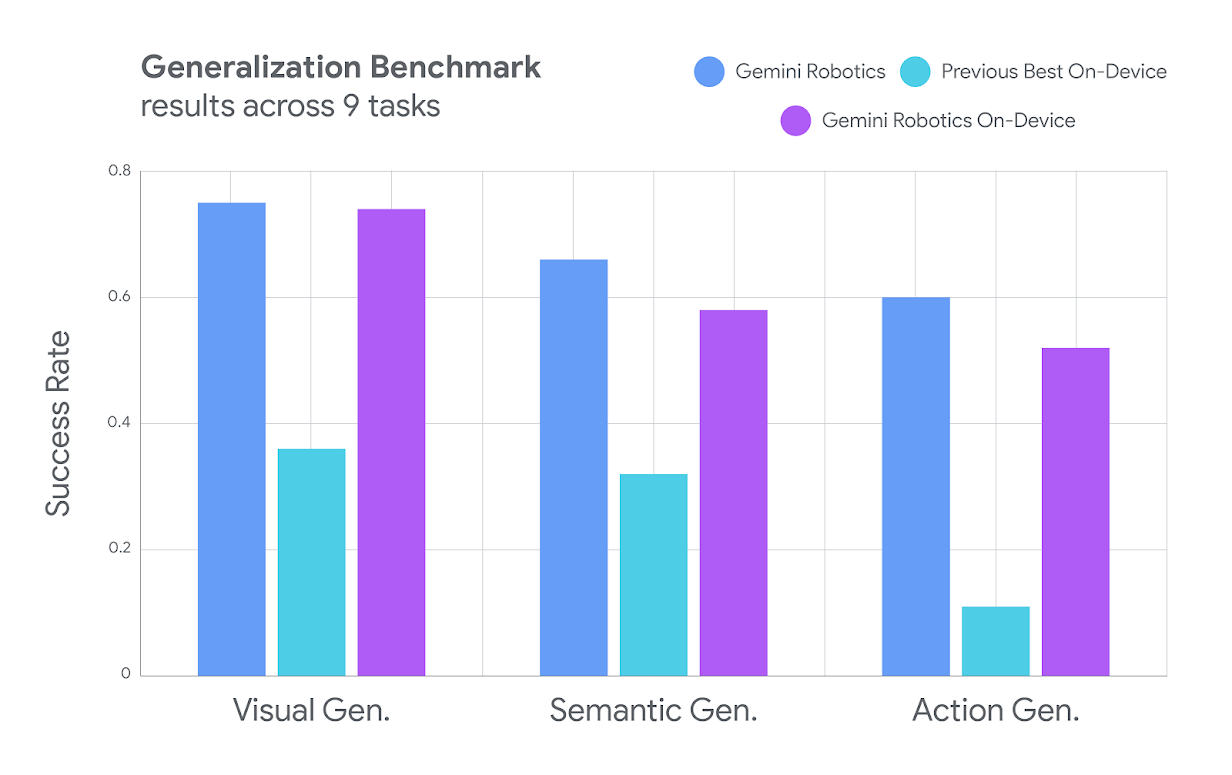 Generalization Benchmark
results across 9 tasks
Gemini Robotics
Previous Best On-Device
Gemini Robotics On-Device
Success Rate
0.8
0.6
0.4
0.2
0
Visual Gen.
Semantic Gen.
Action Gen.